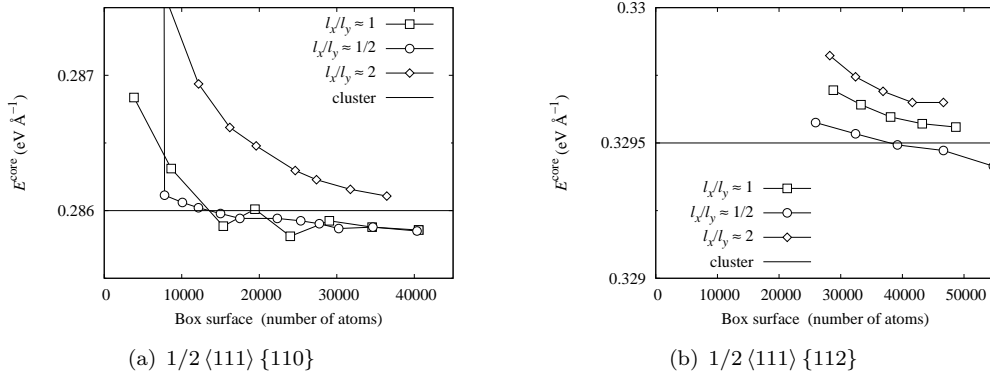 l_x/l_y ≈ 1
l_x/l_y ≈ 1/2
l_x/l_y ≈ 2
cluster
0.287
0.286
E^core (eV Å⁻¹)
0 10000 20000 30000 40000
Box surface (number of atoms)
(a) 1/2 ⟨111⟩ {110}
0.33
0.3295
0.329
E^core (eV Å⁻¹)
l_x/l_y ≈ 1
l_x/l_y ≈ 1/2
l_x/l_y ≈ 2
cluster
0 10000 20000 30000 40000 50000
Box surface (number of atoms)
(b) 1/2 ⟨111⟩ {112}